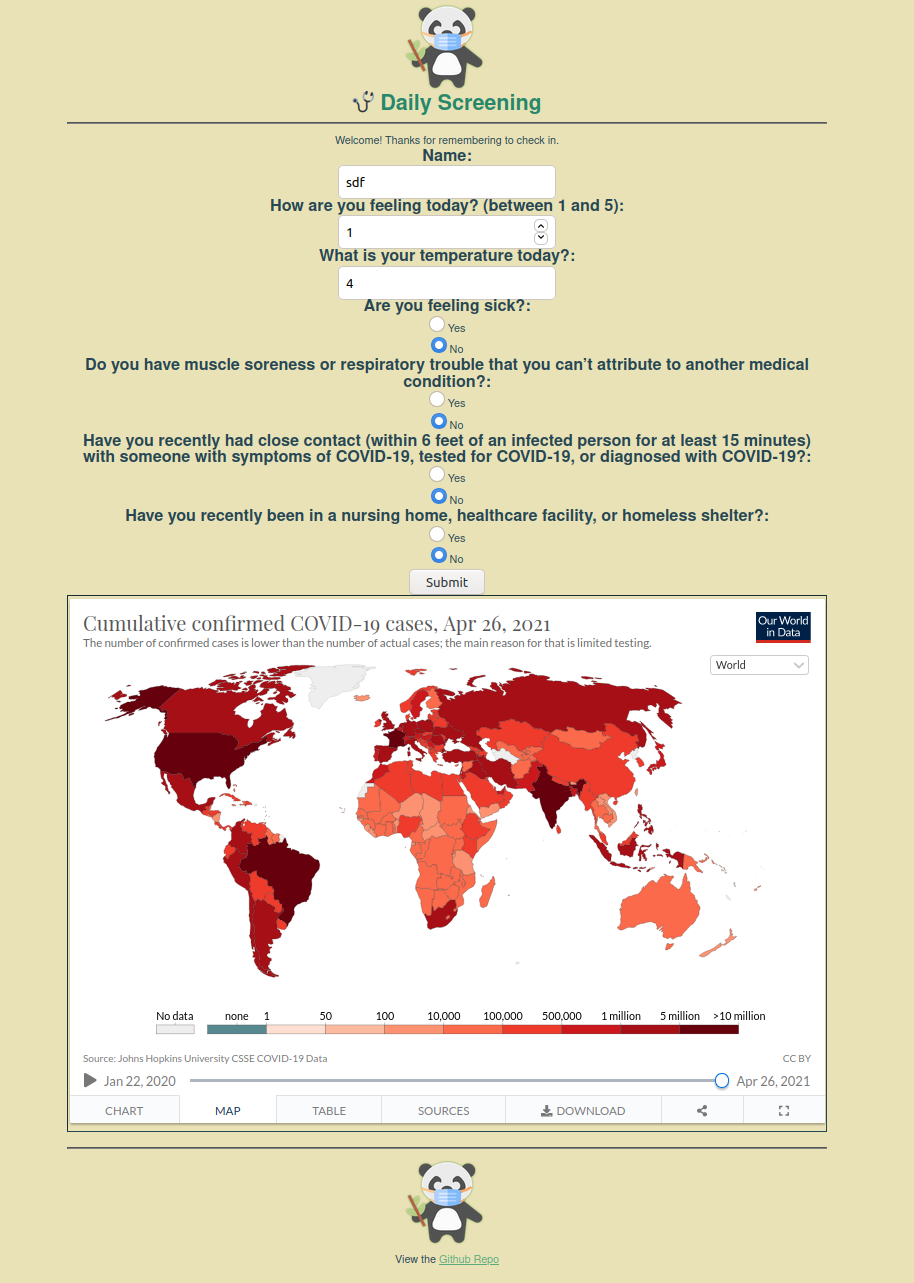 Daily Screening
Welcome! Thanks for remembering to check in.
Name:
sdf
How are you feeling today? (between 1 and 5):
1
What is your temperature today?:
4
Are you feeling sick?:
Yes
No
Do you have muscle soreness or respiratory trouble that you can’t attribute to another medical
condition?:
Yes
No
Have you recently had close contact (within 6 feet of an infected person for at least 15 minutes)
with someone with symptoms of COVID-19, tested for COVID-19, or diagnosed with COVID-19?:
Yes
No
Have you recently been in a nursing home, healthcare facility, or homeless shelter?:
Yes
No
Submit
Cumulative confirmed COVID-19 cases, Apr 26, 2021
The number of confirmed cases is lower than the number of actual cases; the main reason for that is limited testing.
Our World
in Data
World
No data none 1 50 100 10,000 100,000 500,000 1 million 5 million >10 million
Source: Johns Hopkins University CSSE COVID-19 Data CC BY
Jan 22, 2020 Apr 26, 2021
CHART MAP TABLE SOURCES DOWNLOAD
View the Github Repo